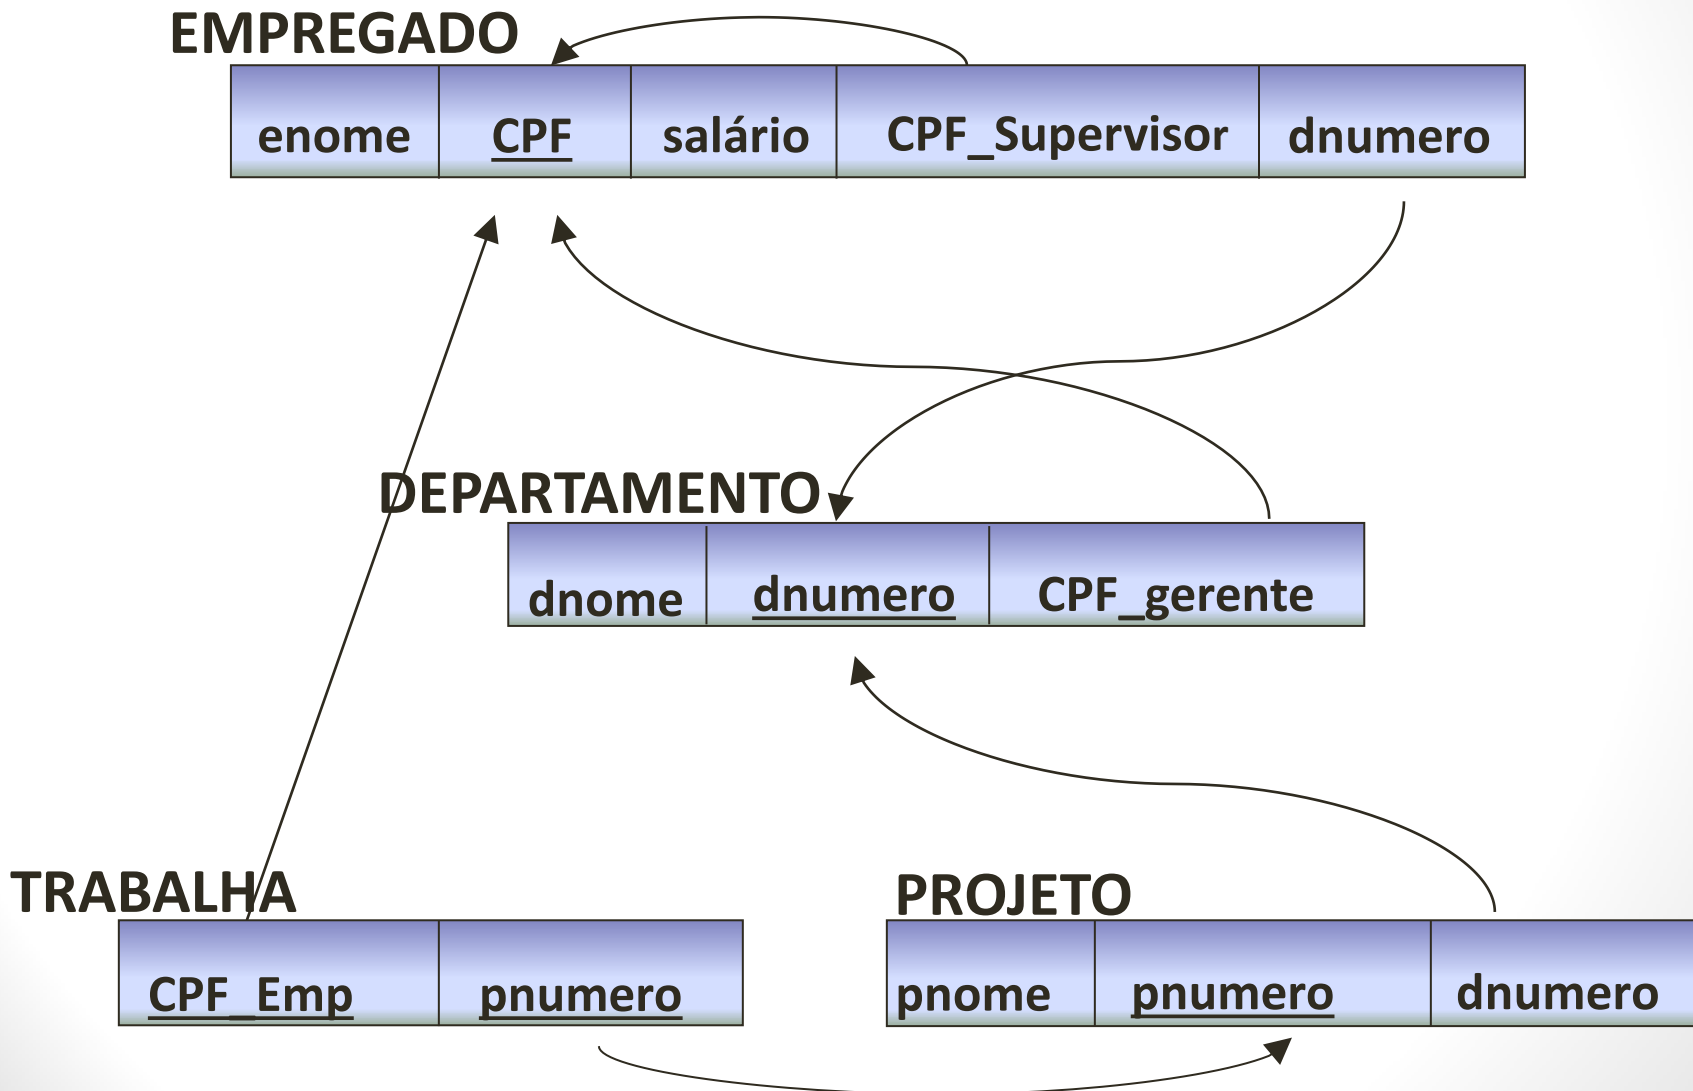 EMPREGADO
enome CPF salário CPF_Supervisor dnumero
DEPARTAMENTO
dnome dnumero CPF_gerente
TRABALHA
CPF_Emp pnumero
PROJETO
pnome pnumero dnumero